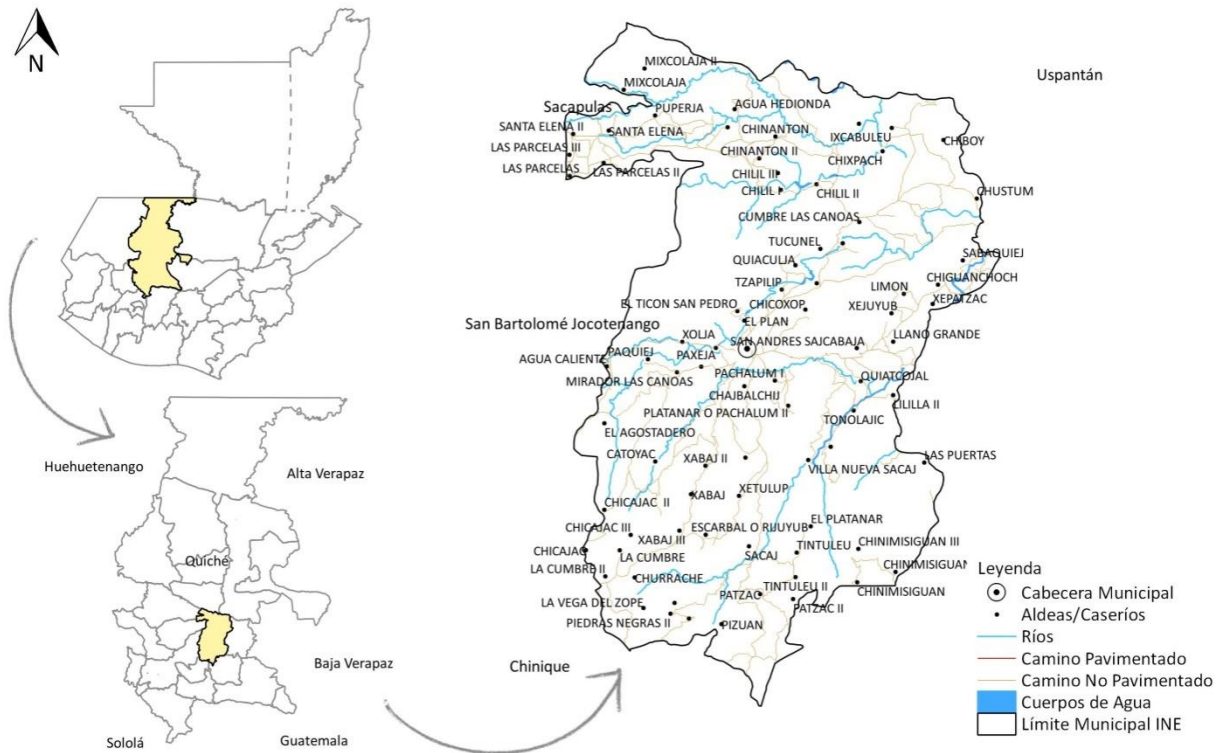 N
Huehuetenango
Alta Verapaz
Quiché
Baja Verapaz
Sololá
Guatemala
Uspantán
Sacapulas
San Bartolomé Jocotenango
Chinique
MIXCOLAJA II
MIXCOLAJA
PUPERJA
AGUA HEDIONDA
SANTA ELENA II
SANTA ELENA
CHINANTON
IXCABULEU
CHIBOY
LAS PARCELAS III
CHINANTON II
CHIXPACH
LAS PARCELAS
LAS PARCELAS II
CHILIL III
CHILIL I
CHILIL II
CHUSTUM
CUMBRE LAS CANOAS
TUCUNEL
QUIACULJA
SABAQUIEJ
TZAPILIP
LIMON
CHIGUANCHOCH
EL TICON SAN PEDRO
CHICOXOP
XEJUYUB
XEPATZAC
EL PLAN
XOLJA
SAN ANDRES SAJCABAJA
LLANO GRANDE
AGUA CALIENTE
PAQUIEJ
PAXEJA
MIRADOR LAS CANOAS
PACHALUM I
QUIATCOJAL
CHAJBALCHIJ
LILILLA II
PLATANAR O PACHALUM II
TONOLAJIC
EL AGOSTADERO
CATOYAC
XABAJ II
VILLA NUEVA SACAJ
LAS PUERTAS
XABAJ
XETULUP
CHICAJAC II
CHICAJAC III
XABAJ III
ESCARBAL O RIJUYUB
EL PLATANAR
CHICAJAC
LA CUMBRE
SACAJ
TINTULEU
CHINIMISIGUAN III
LA CUMBRE II
CHURRACHE
TINTULEU II
CHINIMISIGUAN
CHINIMISIGUAN
LA VEGA DEL ZOPE
PATZAC
PATZAC II
PIEDRAS NEGRAS II
PIZUAN
Leyenda
Cabecera Municipal
Aldeas/Caseríos
Ríos
Camino Pavimentado
Camino No Pavimentado
Cuerpos de Agua
Límite Municipal INE